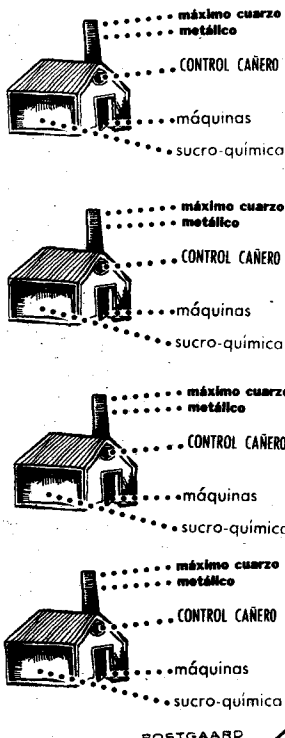 máximo cuarzo
metálico
CONTROL CAÑERO
máquinas
sucro-química
máximo cuarzo
metálico
CONTROL CAÑERO
máquinas
sucro-química
máximo cuarzo
metálico
CONTROL CAÑERO
máquinas
sucro-química
máximo cuarzo
metálico
CONTROL CAÑERO
máquinas
sucro-química
POSTGAARD